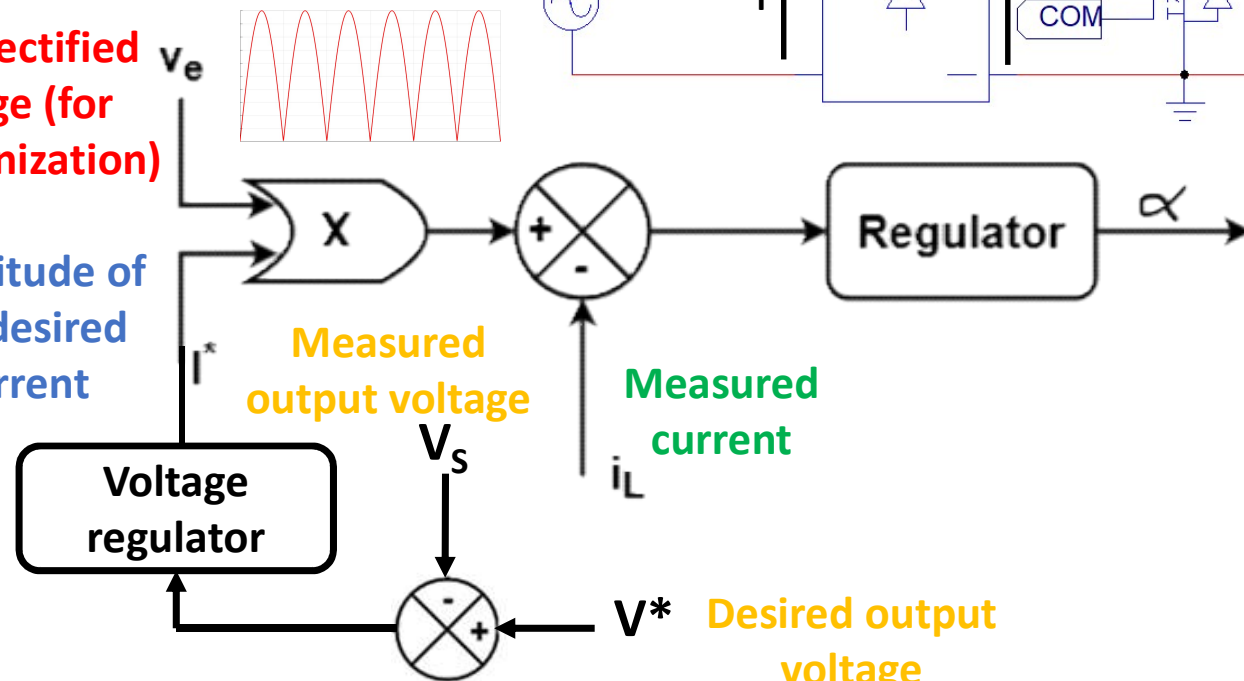 ectified
ge (for
nization)
ve
COM
X
+
-
Regulator
α
itude of
desired
rrent
I*
Measured
output voltage
Vs
Measured
current
iL
Voltage
regulator
-
+
V*
Desired output
voltage